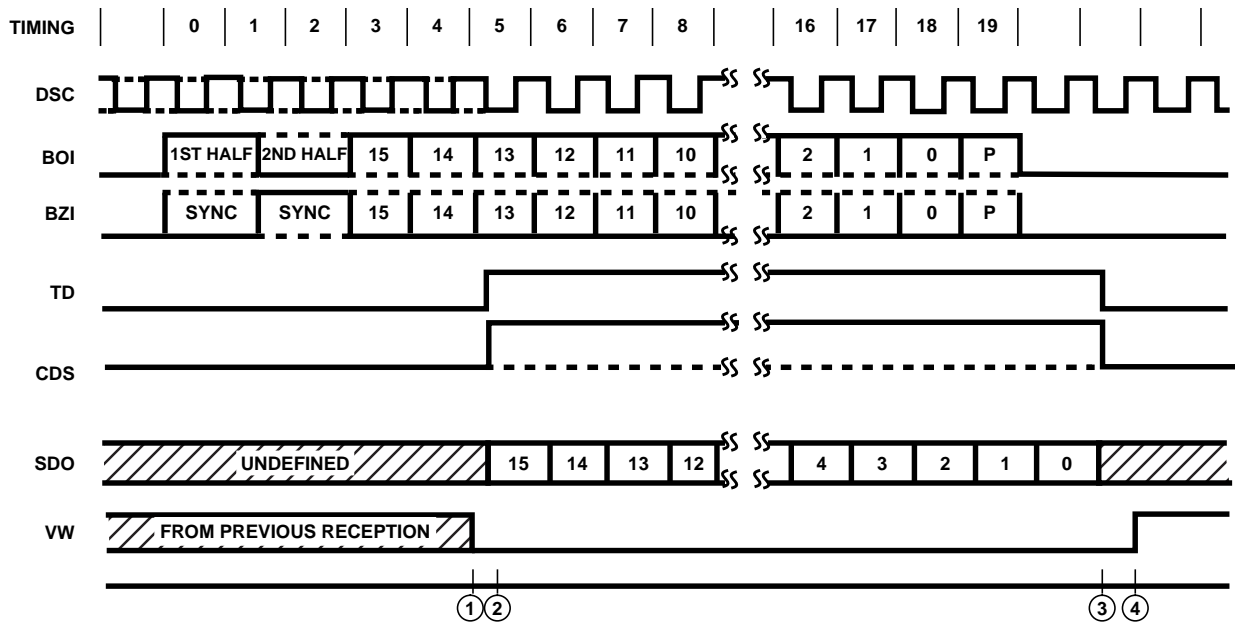 TIMING 0 1 2 3 4 5 6 7 8 16 17 18 19
DSC
BOI 1ST HALF 2ND HALF 15 14 13 12 11 10 2 1 0 P
BZI SYNC SYNC 15 14 13 12 11 10 2 1 0 P
TD
CDS
SDO UNDEFINED 15 14 13 12 4 3 2 1 0
VW FROM PREVIOUS RECEPTION
1 2 3 4